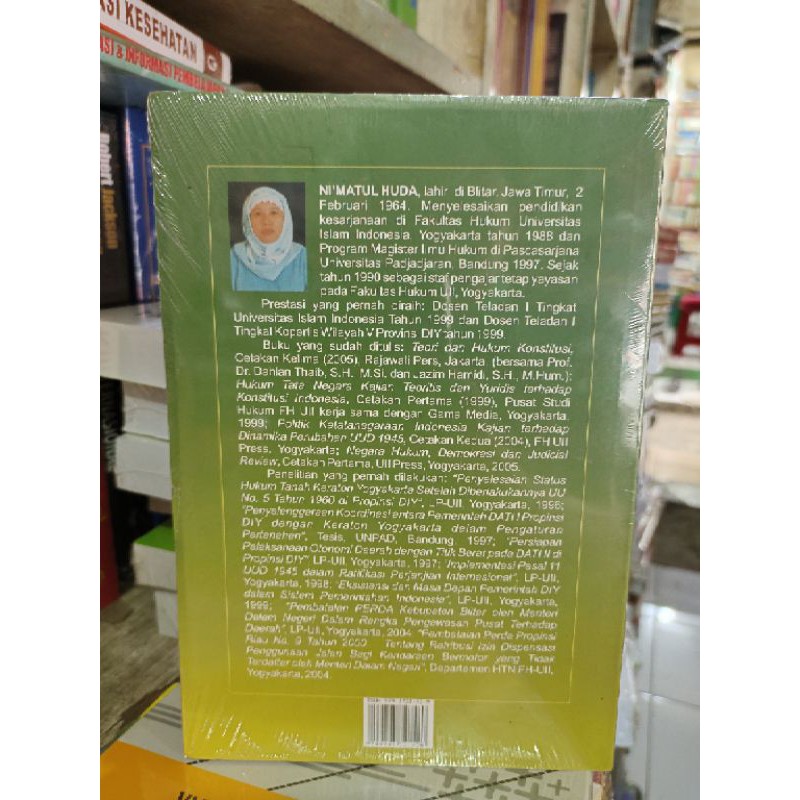 ASI KESEHATAN
NSI & INFORMASI PEMBELAJARAN
Robert
NI'MATUL HUDA, lahir di Blitar, Jawa Timur, 2
Februari 1964. Menyelesaikan pendidikan
kesarjanaan di Fakultas Hukum Universitas
Islam Indonesia, Yogyakarta tahun 1988 dan
Program Magister Ilmu Hukum di Pascasarjana
Universitas Padjadjaran, Bandung 1997. Sejak
tahun 1990 sebagai staf pengajar tetap yayasan
pada Fakultas Hukum UII, Yogyakarta.
Prestasi yang pernah diraih: Dosen Teladan I Tingkat
Universitas Islam Indonesia Tahun 1999 dan Dosen Teladan I
Tingkat Kopertis Wilayah V Provinsi DIY tahun 1999.
Buku yang sudah ditulis: Teori dan Hukum Konstitusi,
Cetakan Kelima (2005), Rajawali Pers, Jakarta (bersama Prof.
Dr. Dahlan Thaib, S.H., M.Si. dan Jazim Hamidi, S.H., M.Hum.);
Hukum Tata Negara Kajian Teoritis dan Yuridis terhadap
Konstitusi Indonesia, Cetakan Pertama (1999), Pusat Studi
Hukum FH UII kerja sama dengan Gama Media, Yogyakarta,
1999; Politik Ketatanegaraan Indonesia Kajian terhadap
Dinamika Perubahan UUD 1945, Cetakan Kedua (2004), FH UII
Press, Yogyakarta; Negara Hukum, Demokrasi dan Judicial
Review, Cetakan Pertama, UII Press, Yogyakarta, 2005.
Penelitian yang pernah dilakukan: "Penyelesaian Status
Hukum Tanah Keraton Yogyakarta Setelah Diberlakukannya UU
No. 5 Tahun 1960 di Propinsi DIY", LP-UII, Yogyakarta, 1996;
"Penyelenggaraan Koordinasi antara Pemerintah DATI I Propinsi
DIY dengan Keraton Yogyakarta dalam Pengaturan
Pertanahan", Tesis, UNPAD, Bandung, 1997; "Persiapan
Pelaksanaan Otonomi Daerah dengan Titik Berat pada DATI II di
Propinsi DIY" LP-UII, Yogyakarta, 1997; "Implementasi Pasal 11
UUD 1945 dalam Ratifikasi Perjanjian Internasional", LP-UII,
Yogyakarta, 1998; "Eksistensi dan Masa Depan Pemerintah DIY
dalam Sistem Pemerintahan Indonesia", LP-UII, Yogyakarta,
1999; "Pembatalan PERDA Kabupaten Blitar oleh Menteri
Dalam Negeri Dalam Rangka Pengawasan Pusat Terhadap
Daerah", LP-UII, Yogyakarta, 2004; "Pembatalan Perda Propinsi
Riau No. 9 Tahun Tentang Retribusi Izin Dispensasi
Penggunaan Jalan Bagi Kendaraan Bermotor yang Tidak
Terdaftar oleh Menteri Dalam Negeri", Departemen HTN FH-UII,
Yogyakarta, 2004.